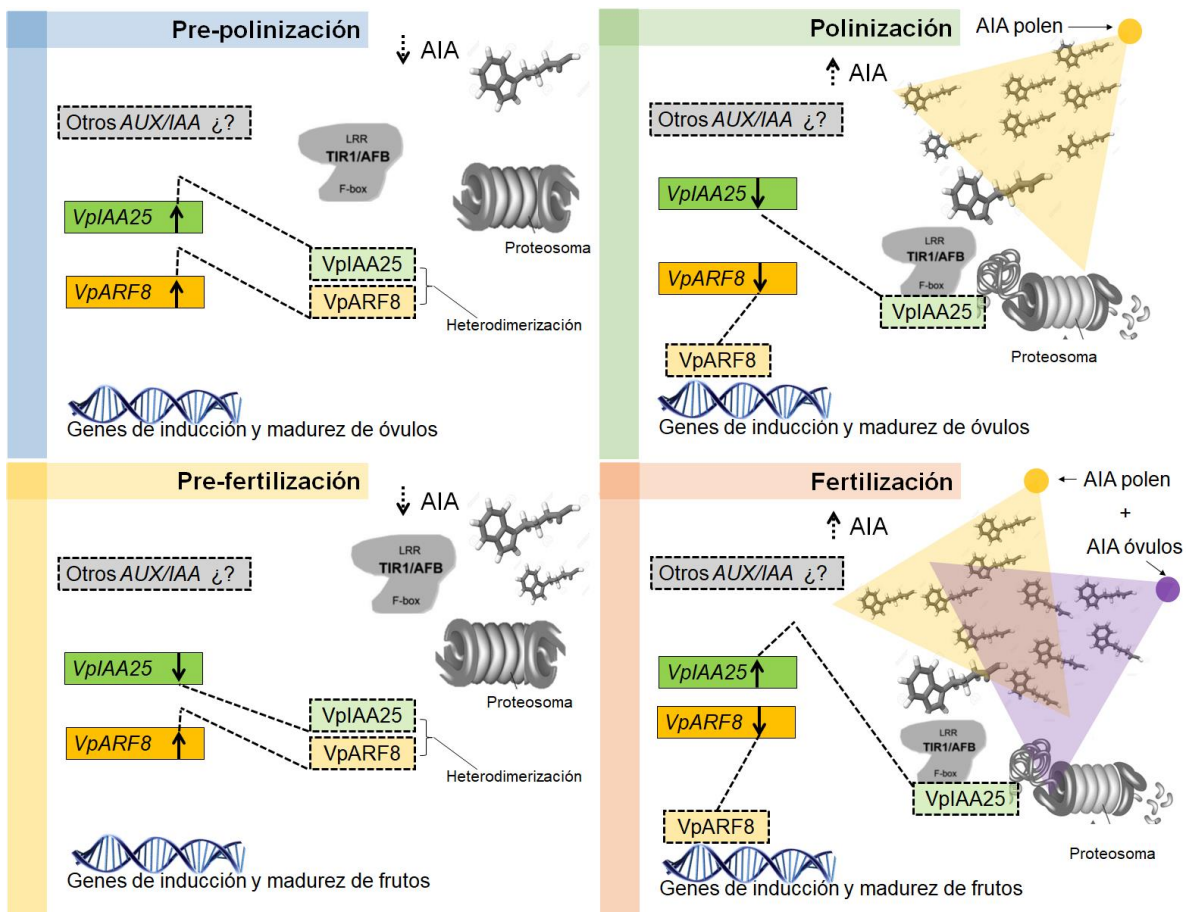 Pre-polinización
AIA
Otros AUX/IAA ¿?
LRR
TIR1/AFB
F-box
VpIAA25
Proteosoma
VpIAA25
VpARF8
VpARF8
Heterodimerización
Genes de inducción y madurez de óvulos
Polinización
AIA polen
AIA
Otros AUX/IAA ¿?
VpIAA25
LRR
TIR1/AFB
F-box
VpARF8
VpIAA25
Proteosoma
VpARF8
Genes de inducción y madurez de óvulos
Pre-fertilización
AIA
LRR
TIR1/AFB
F-box
Otros AUX/IAA ¿?
VpIAA25
Proteosoma
VpIAA25
VpARF8
VpARF8
Heterodimerización
Genes de inducción y madurez de frutos
Fertilización
AIA polen
+
AIA óvulos
AIA
Otros AUX/IAA ¿?
VpIAA25
VpARF8
LRR
TIR1/AFB
F-box
VpIAA25
VpARF8
Proteosoma
Genes de inducción y madurez de frutos